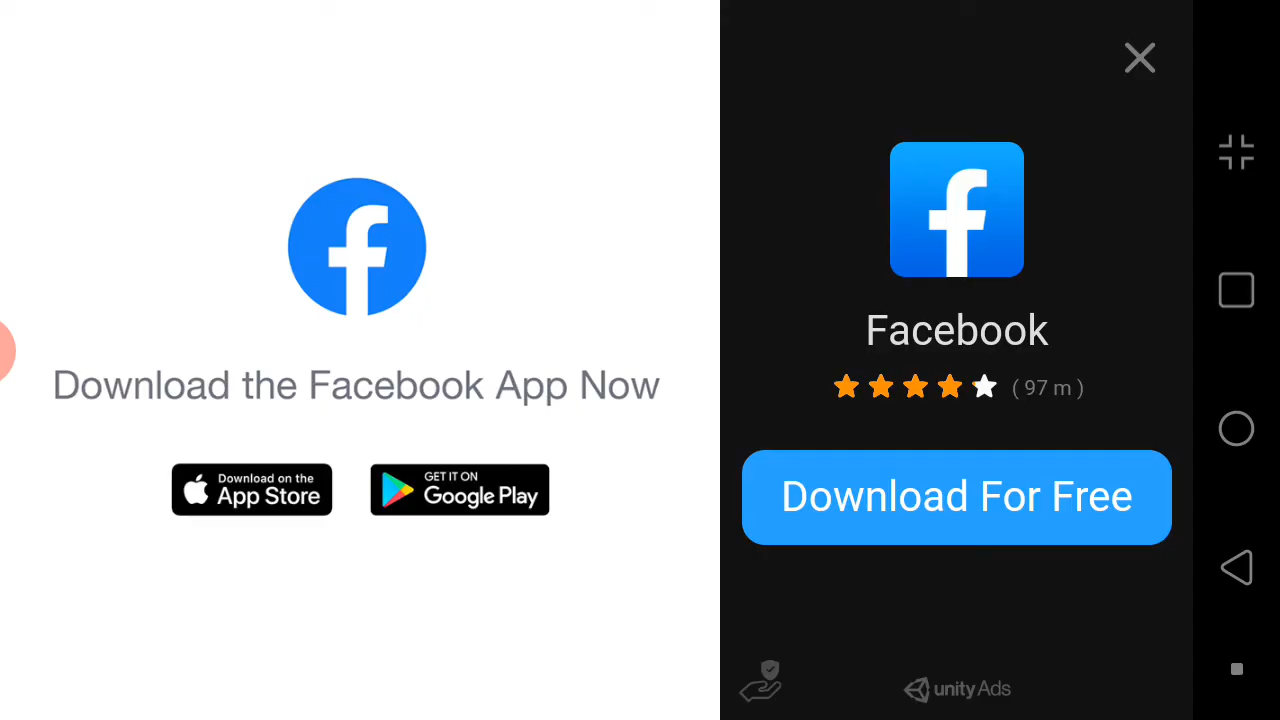 Download the Facebook App Now
Download on the
App Store
GET IT ON
Google Play
Facebook
( 97 m )
Download For Free
unity Ads